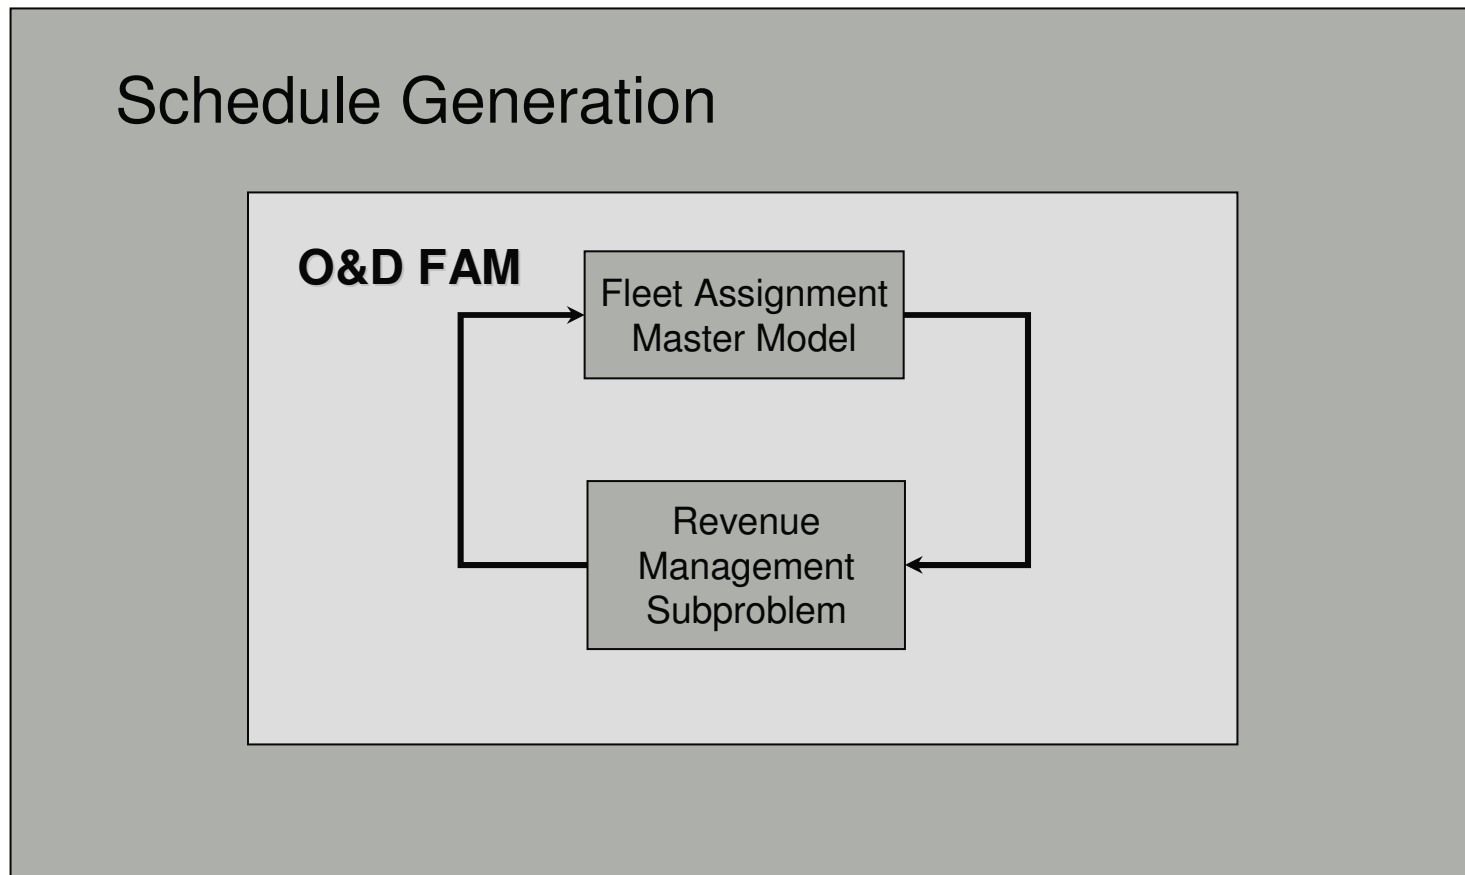 Schedule Generation
O&D FAM
Fleet Assignment
Master Model
Revenue
Management
Subproblem